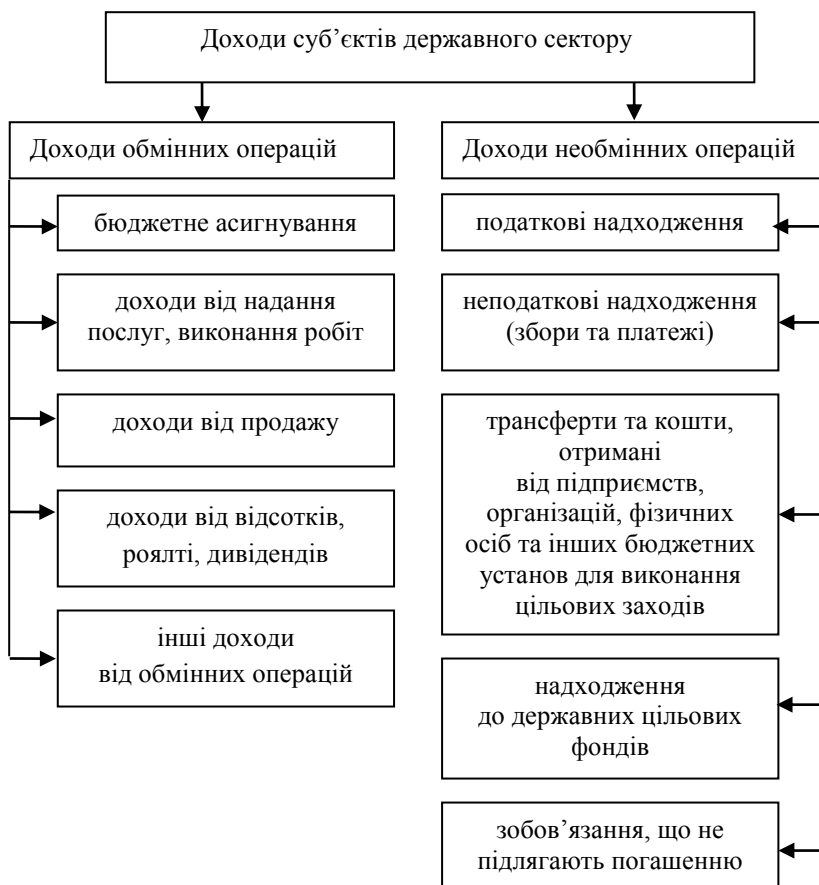 Доходи суб’єктів державного сектору
Доходи обмінних операцій
бюджетне асигнування
доходи від надання
послуг, виконання робіт
доходи від продажу
доходи від відсотків,
роялті, дивідендів
інші доходи
від обмінних операцій
Доходи необмінних операцій
податкові надходження
неподаткові надходження
(збори та платежі)
трансферти та кошти,
отримані
від підприємств,
організацій, фізичних
осіб та інших бюджетних
установ для виконання
цільових заходів
надходження
до державних цільових
фондів
зобов’язання, що не
підлягають погашенню